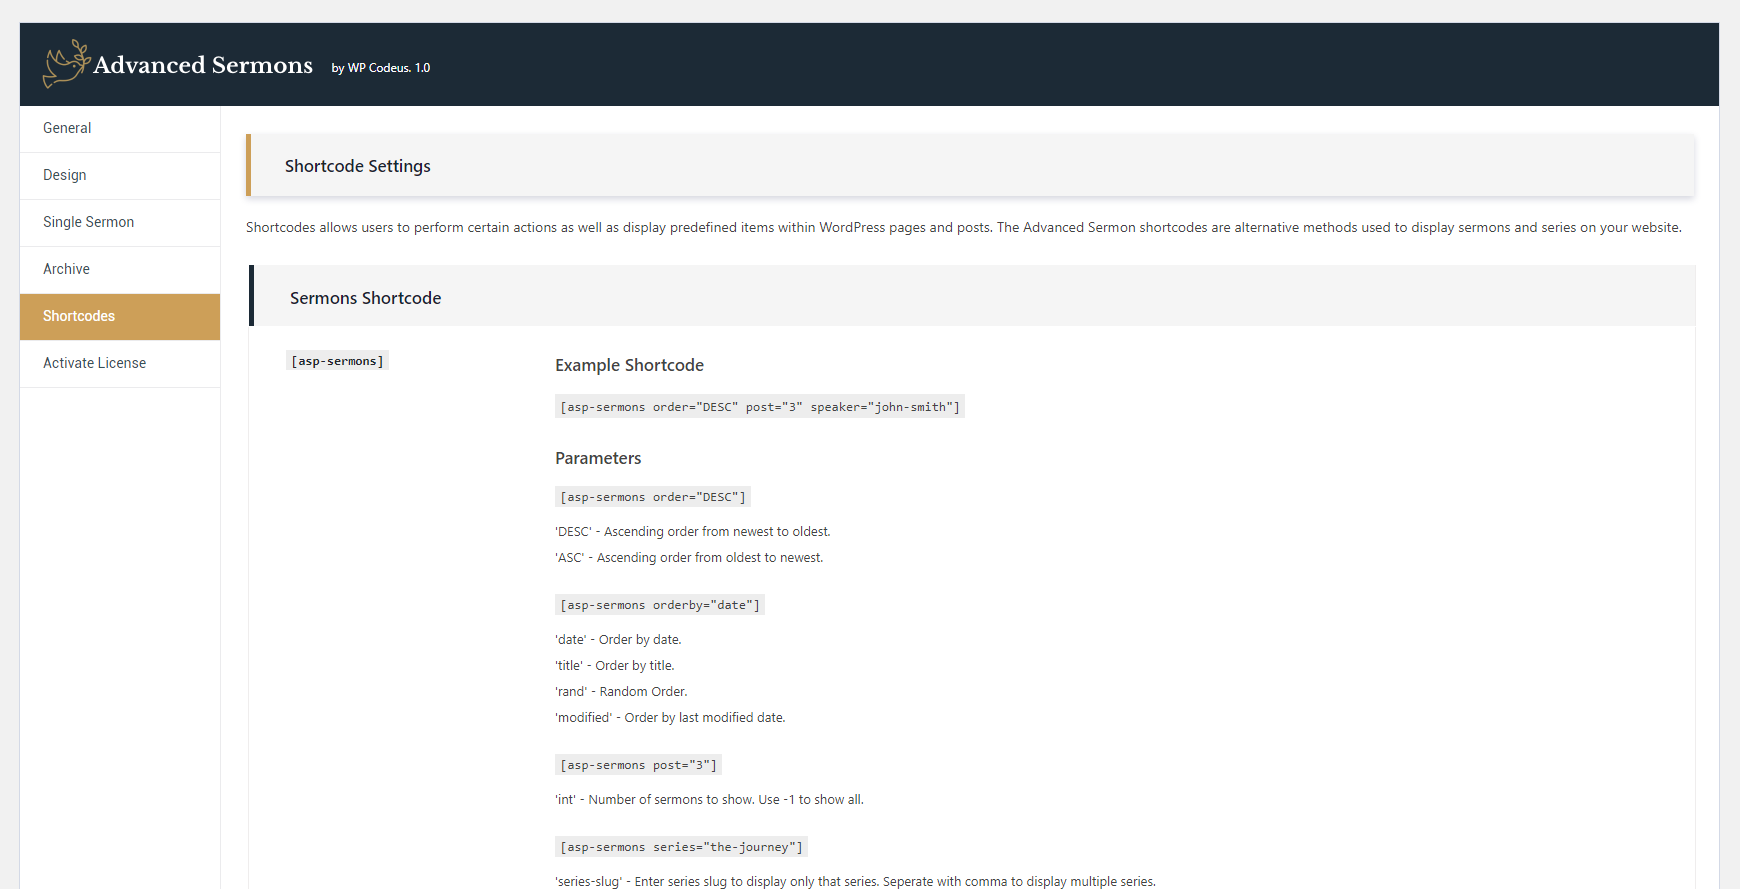 Advanced Sermons by WP Codeus. 1.0
General
Design
Single Sermon
Archive
Shortcodes
Activate License
Shortcode Settings
Shortcodes allows users to perform certain actions as well as display predefined items within WordPress pages and posts. The Advanced Sermon shortcodes are alternative methods used to display sermons and series on your website.
Sermons Shortcode
[asp-sermons]
Example Shortcode
[asp-sermons order="DESC" post="3" speaker="john-smith"]
Parameters
[asp-sermons order="DESC"]
'DESC' - Ascending order from newest to oldest.
'ASC' - Ascending order from oldest to newest.
[asp-sermons orderby="date"]
'date' - Order by date.
'title' - Order by title.
'rand' - Random Order.
'modified' - Order by last modified date.
[asp-sermons post="3"]
'int' - Number of sermons to show. Use -1 to show all.
[asp-sermons series="the-journey"]
'series-slug' - Enter series slug to display only that series. Seperate with comma to display multiple series.